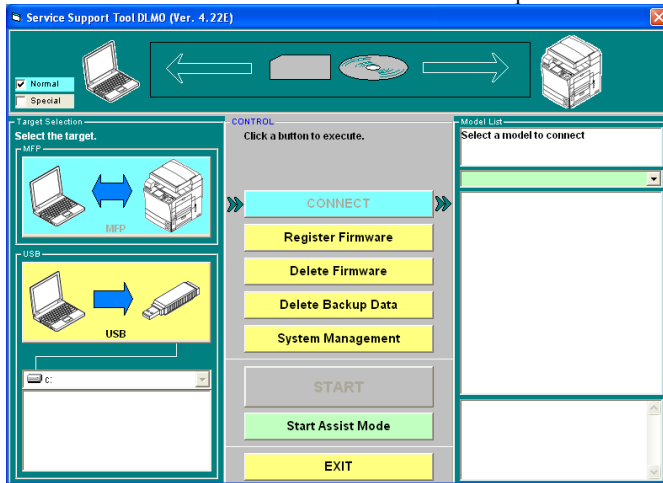 Service Support Tool DLMO (Ver. 4.22E)
Normal
Special
Target Selection
Select the target.
MFP
MFP
USB
USB
c:
CONTROL
Click a button to execute.
CONNECT
Register Firmware
Delete Firmware
Delete Backup Data
System Management
START
Start Assist Mode
EXIT
Model List
Select a model to connect